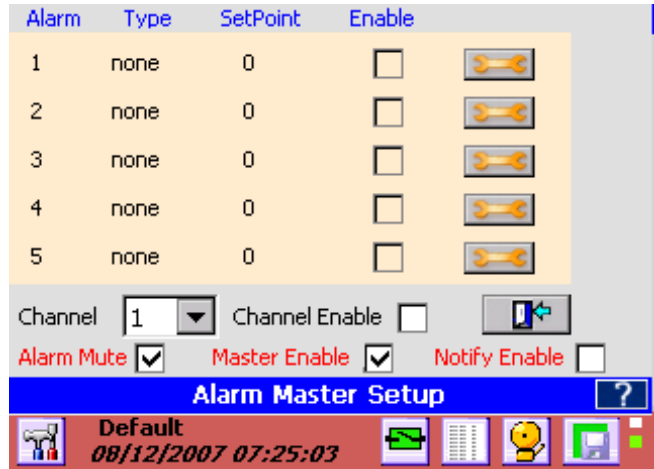 Alarm Type SetPoint Enable
1 none 0
2 none 0
3 none 0
4 none 0
5 none 0
Channel 1 Channel Enable
Alarm Mute Master Enable Notify Enable
Alarm Master Setup ?
Default
08/12/2007 07:25:03